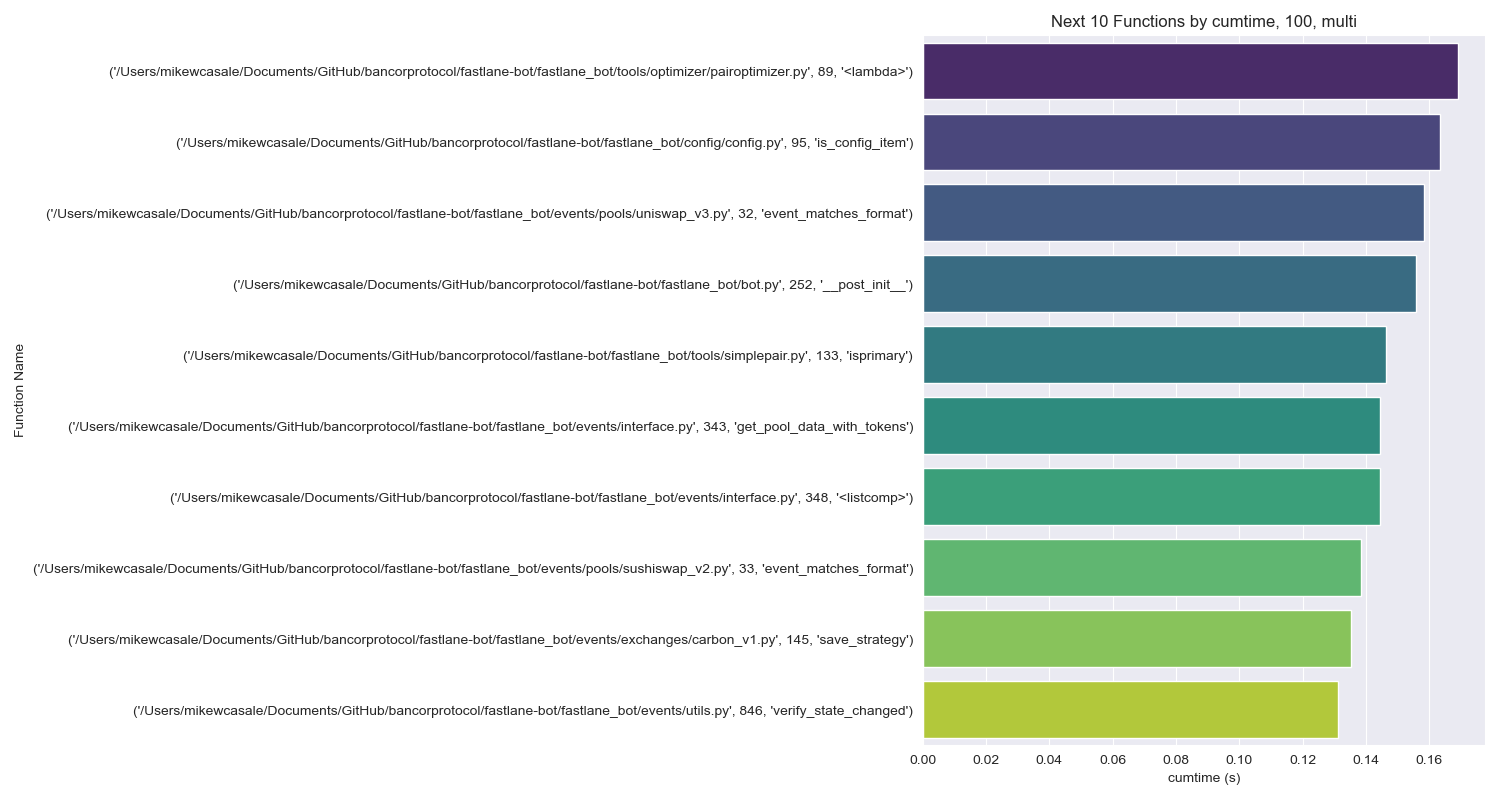 Next 10 Functions by cumtime, 100, multi
('/Users/mikewcasale/Documents/GitHub/bancorprotocol/fastlane-bot/fastlane_bot/tools/optimizer/pairoptimizer.py', 89, '<lambda>')
('/Users/mikewcasale/Documents/GitHub/bancorprotocol/fastlane-bot/fastlane_bot/config/config.py', 95, 'is_config_item')
('/Users/mikewcasale/Documents/GitHub/bancorprotocol/fastlane-bot/fastlane_bot/events/pools/uniswap_v3.py', 32, 'event_matches_format')
('/Users/mikewcasale/Documents/GitHub/bancorprotocol/fastlane-bot/fastlane_bot/bot.py', 252, '__post_init__')
('/Users/mikewcasale/Documents/GitHub/bancorprotocol/fastlane-bot/fastlane_bot/tools/simplepair.py', 133, 'isprimary')
('/Users/mikewcasale/Documents/GitHub/bancorprotocol/fastlane-bot/fastlane_bot/events/interface.py', 343, 'get_pool_data_with_tokens')
('/Users/mikewcasale/Documents/GitHub/bancorprotocol/fastlane-bot/fastlane_bot/events/interface.py', 348, '<listcomp>')
('/Users/mikewcasale/Documents/GitHub/bancorprotocol/fastlane-bot/fastlane_bot/events/pools/sushiswap_v2.py', 33, 'event_matches_format')
('/Users/mikewcasale/Documents/GitHub/bancorprotocol/fastlane-bot/fastlane_bot/events/exchanges/carbon_v1.py', 145, 'save_strategy')
('/Users/mikewcasale/Documents/GitHub/bancorprotocol/fastlane-bot/fastlane_bot/events/utils.py', 846, 'verify_state_changed')
Function Name
0.00 0.02 0.04 0.06 0.08 0.10 0.12 0.14 0.16
cumtime (s)